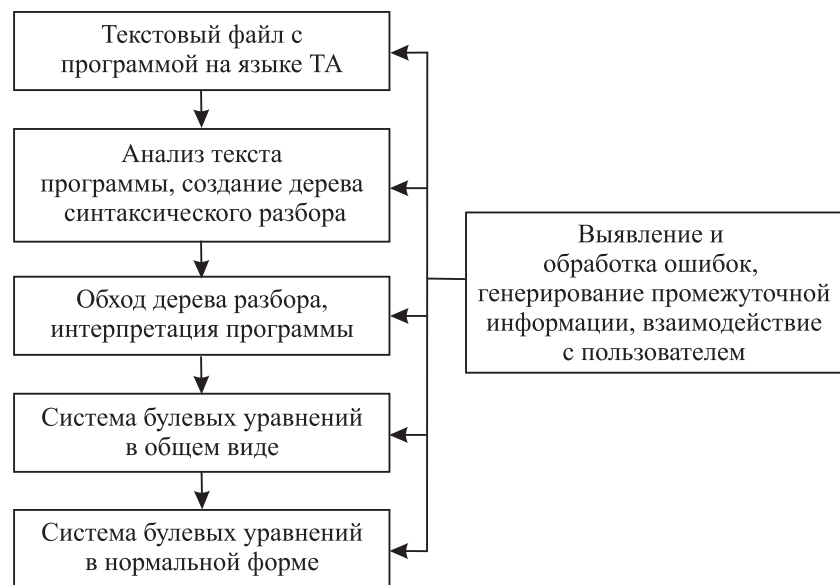 Текстовый файл с
программой на языке ТА
Анализ текста
программы, создание дерева
синтаксического разбора
Обход дерева разбора,
интерпретация программы
Система булевых уравнений
в общем виде
Система булевых уравнений
в нормальной форме
Выявление и
обработка ошибок,
генерирование промежуточной
информации, взаимодействие
с пользователем